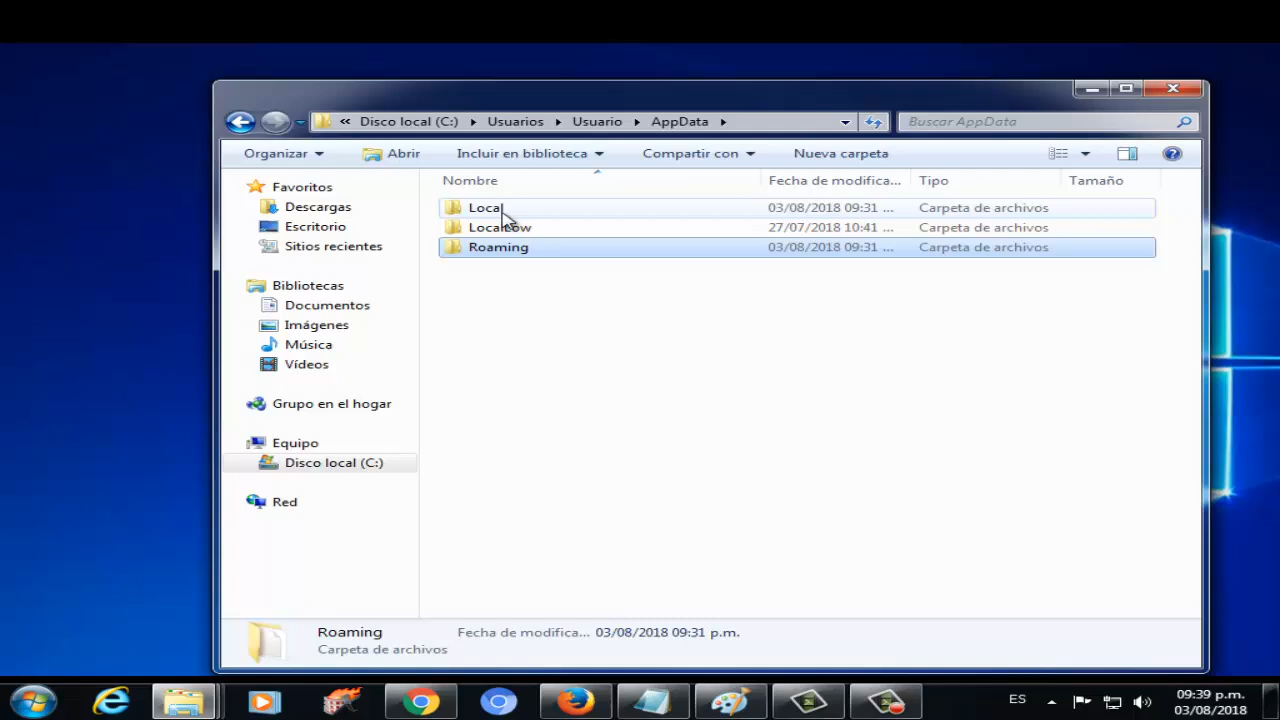 « Disco local (C:) ▸ Usuarios ▸ Usuario ▸ AppData ▸
Buscar AppData
Organizar Abrir Incluir en biblioteca Compartir con Nueva carpeta
Favoritos
Descargas
Escritorio
Sitios recientes
Bibliotecas
Documentos
Imágenes
Música
Vídeos
Grupo en el hogar
Equipo
Disco local (C:)
Red
Nombre Fecha de modifica... Tipo Tamaño
Local 03/08/2018 09:31 ... Carpeta de archivos
LocalLow 27/07/2018 10:41 ... Carpeta de archivos
Roaming 03/08/2018 09:31 ... Carpeta de archivos
Roaming Fecha de modifica... 03/08/2018 09:31 p.m.
Carpeta de archivos
ES
09:39 p.m.
03/08/2018